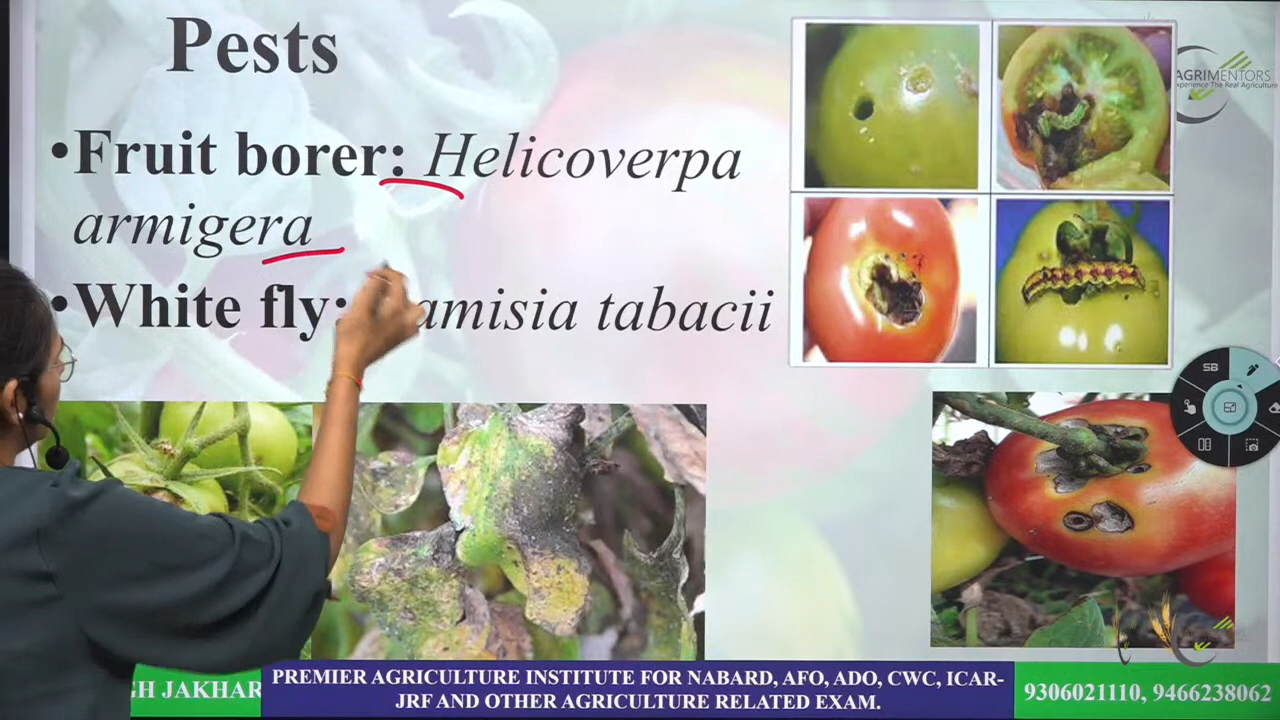 Pests
AGRIMENTORS
Experience The Real Agriculture
•Fruit borer: Helicoverpa
armigera
•White fly: amisia tabacii
SB
GH JAKHAR
PREMIER AGRICULTURE INSTITUTE FOR NABARD, AFO, ADO, CWC, ICAR-
JRF AND OTHER AGRICULTURE RELATED EXAM.
9306021110, 9466238062